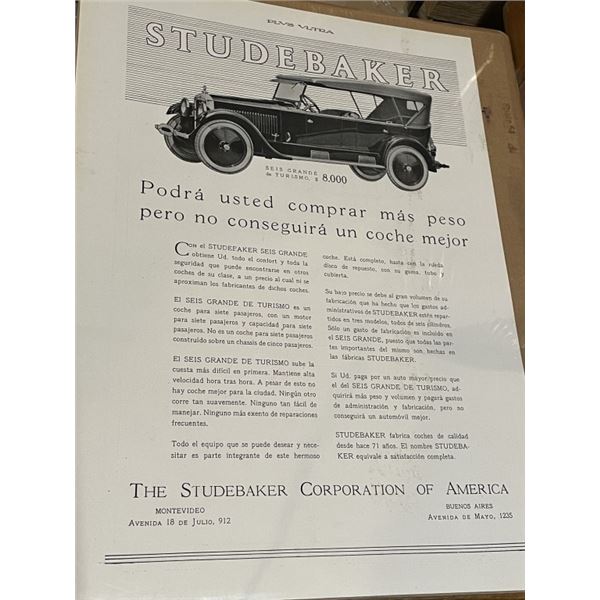 PLVS VLTRA
STUDEBAKER
SEIS GRANDE
de TURISMO, $ 8.000
Podrá usted comprar más peso
pero no conseguirá un coche mejor
Con el STUDEBAKER SEIS GRANDE
obtiene Ud. todo el confort y toda la
seguridad que puede encontrarse en otros
coches de su clase, a un precio al cual ni se
aproximan los fabricantes de dichos coches.
El SEIS GRANDE DE TURISMO es un
coche para siete pasajeros, con un motor
para siete pasajeros y capacidad para siete
pasajeros. No es un coche para siete pasajeros
construído sobre un chassis de cinco pasajeros.
El SEIS GRANDE DE TURISMO sube la
cuesta más difícil en primera. Mantiene alta
velocidad hora tras hora. A pesar de esto no
hay coche mejor para la ciudad. Ningún otro
corre tan suavemente. Ninguno tan fácil de
manejar. Ninguno más exento de reparaciones
frecuentes.
Todo el equipo que se puede desear y nece-
sitar es parte integrante de este hermoso
coche. Está completo, hasta con la rueda
disco de repuesto, con su goma, tubo y
cubierta.
Su bajo precio se debe al gran volumen de su
fabricación que ha hecho que los gastos ad-
ministrativos de STUDEBAKER estén repar-
tidos en tres modelos, todos de seis cilindros.
Sólo un gasto de fabricación es incluído en
el SEIS GRANDE, puesto que todas las par-
tes importantes del mismo son hechas en
las fábricas STUDEBAKER.
Si Ud. paga por un auto mayor precio que
el del SEIS GRANDE DE TURISMO, ad-
quirirá más peso y volumen y pagará gastos
de administración y fabricación, pero no
conseguirá un automóvil mejor.
STUDEBAKER fabrica coches de calidad
desde hace 71 años. El nombre STUDEBA-
KER equivale a satisfacción completa.
THE STUDEBAKER CORPORATION OF AMERICA
MONTEVIDEO
AVENIDA 18 DE JULIO, 912
BUENOS AIRES
AVENIDA DE MAYO, 1235